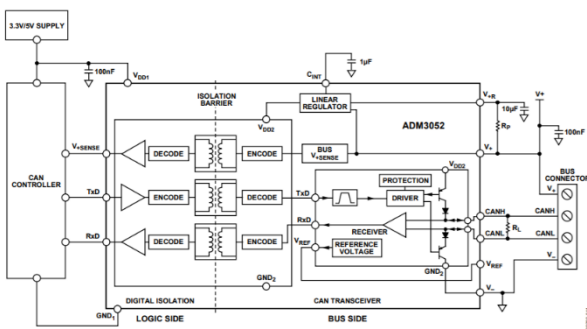 3.3V/5V SUPPLY
100nF
VDD1
CINT
1µF
ISOLATION
BARRIER
LINEAR
REGULATOR
V+R
V+
10µF
RP
100nF
ADM3052
VDD2
CAN
CONTROLLER
V+SENSE
DECODE
ENCODE
BUS
V+SENSE
V+
BUS
CONNECTOR
VDD2
PROTECTION
TxD
ENCODE
DECODE
TxD
DRIVER
V+
CANH
CANH
RxD
DECODE
ENCODE
RxD
RECEIVER
RL
CANL
CANL
VREF
REFERENCE
VOLTAGE
VREF
V−
GND2
GND2
V−
DIGITAL ISOLATION
CAN TRANSCEIVER
GND1
LOGIC SIDE
BUS SIDE